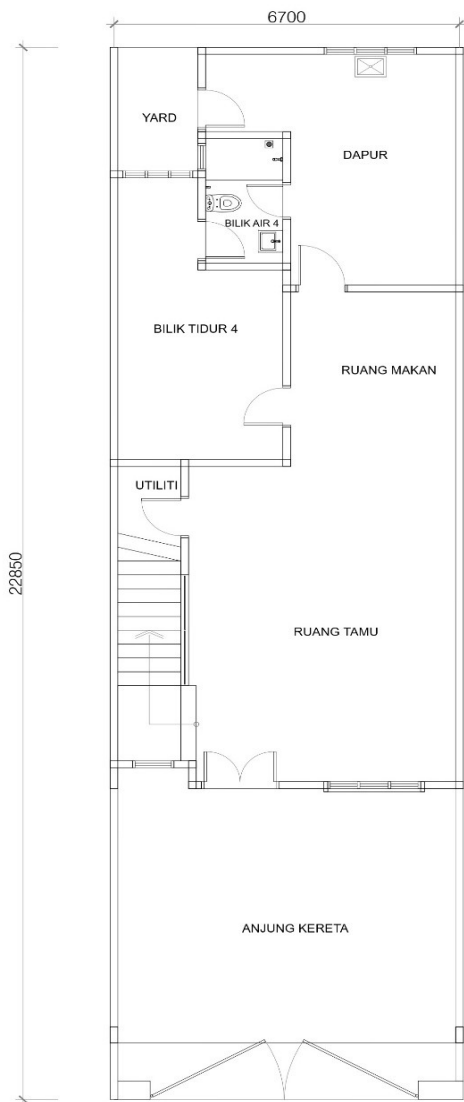 6700
YARD
DAPUR
BILIK AIR 4
BILIK TIDUR 4
RUANG MAKAN
UTILITI
22850
RUANG TAMU
ANJUNG KERETA